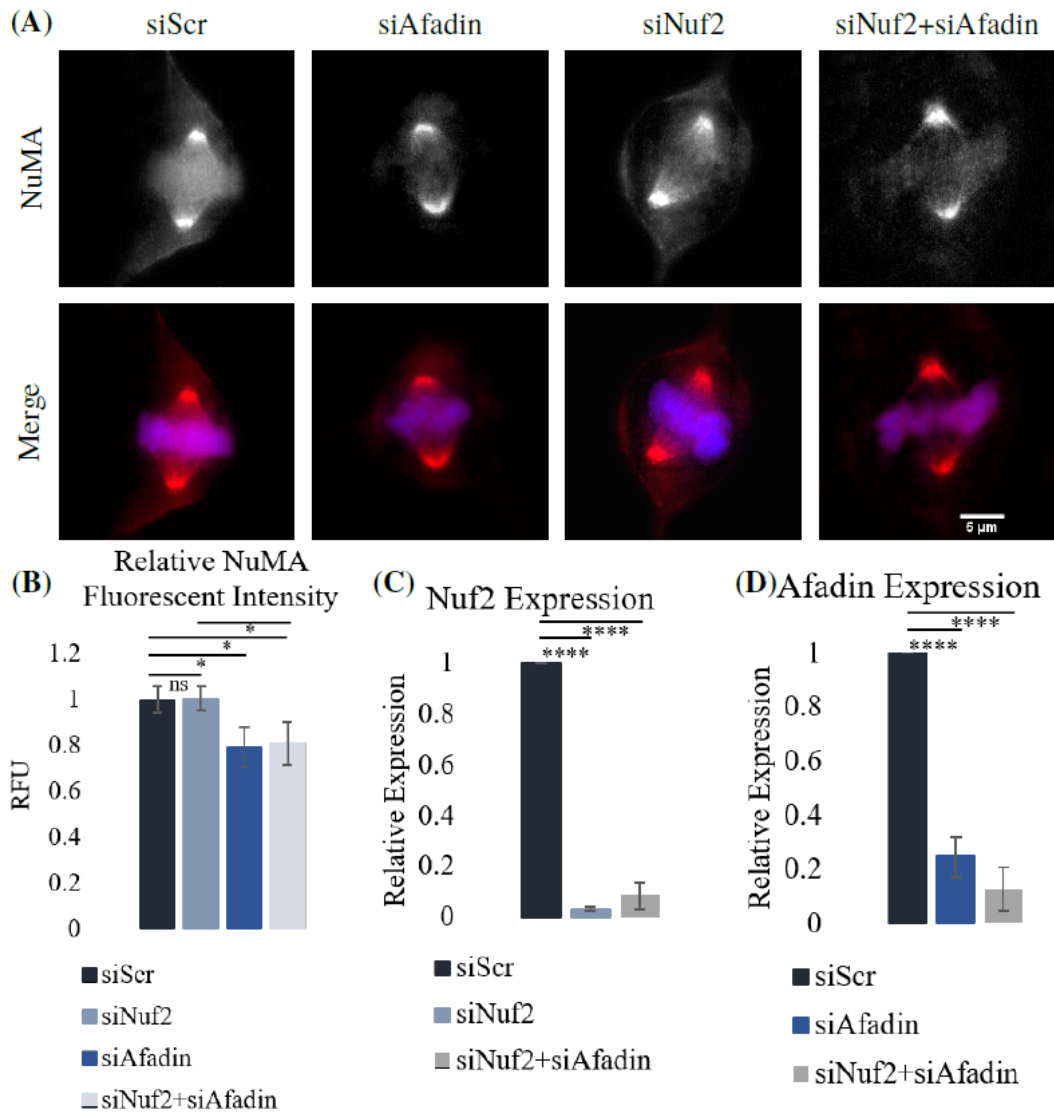 (A)
siScr siAfadin siNuf2 siNuf2+siAfadin
NuMA
Merge
5 µm
(B)
Relative NuMA
Fluorescent Intensity
*
*
*
ns
RFU
1.2
1
0.8
0.6
0.4
0.2
0
siScr
siNuf2
siAfadin
siNuf2+siAfadin
(C)
Nuf2 Expression
****
****
Relative Expression
1
0.8
0.6
0.4
0.2
0
siScr
siNuf2
siNuf2+siAfadin
(D)
Afadin Expression
****
****
Relative Expression
1
0.8
0.6
0.4
0.2
0
siScr
siAfadin
siNuf2+siAfadin